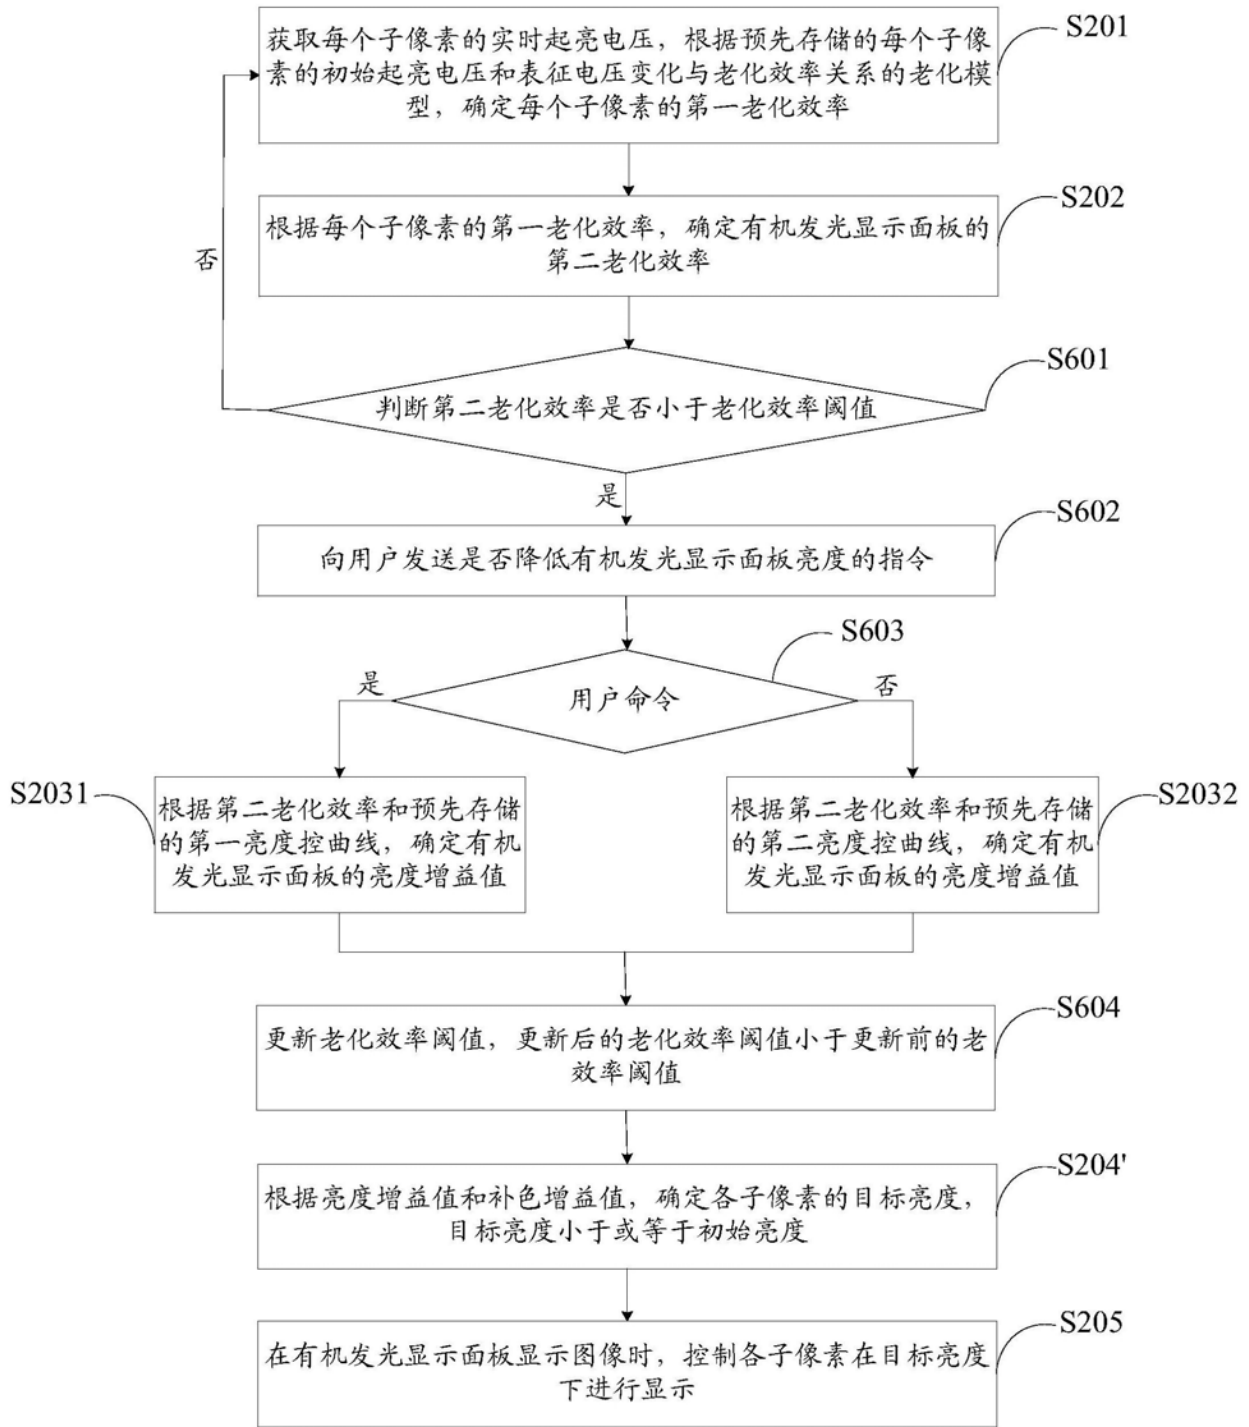 获取每个子像素的实时起亮电压，根据预先存储的每个子像
素的初始起亮电压和表征电压变化与老化效率关系的老化模
型，确定每个子像素的第一老化效率
S201
根据每个子像素的第一老化效率，确定有机发光显示面板的
第二老化效率
S202
否
判断第二老化效率是否小于老化效率阈值
S601
是
向用户发送是否降低有机发光显示面板亮度的指令
S602
用户命令
S603
是
否
S2031
根据第二老化效率和预先存储
的第一亮度控曲线，确定有机
发光显示面板的亮度增益值
根据第二老化效率和预先存储
的第二亮度控曲线，确定有机
发光显示面板的亮度增益值
S2032
更新老化效率阈值，更新后的老化效率阈值小于更新前的老
效率阈值
S604
根据亮度增益值和补色增益值，确定各子像素的目标亮度，
目标亮度小于或等于初始亮度
S204'
在有机发光显示面板显示图像时，控制各子像素在目标亮度
下进行显示
S205